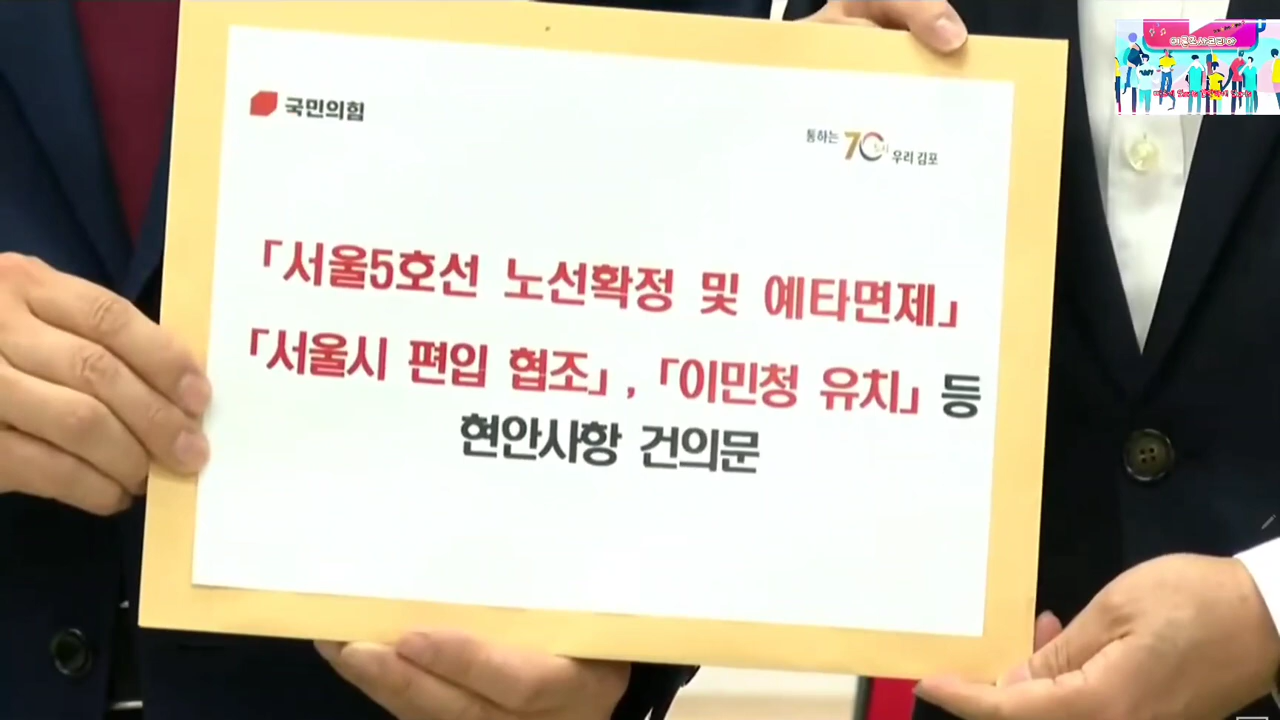 국민의힘
통하는 70 도시 우리 김포
「서울5호선 노선확정 및 예타면제」
「서울시 편입 협조」, 「이민청 유치」 등
현안사항 건의문